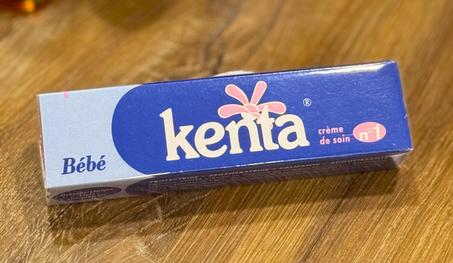 Bébé
kenta®
crème
de soin n°1